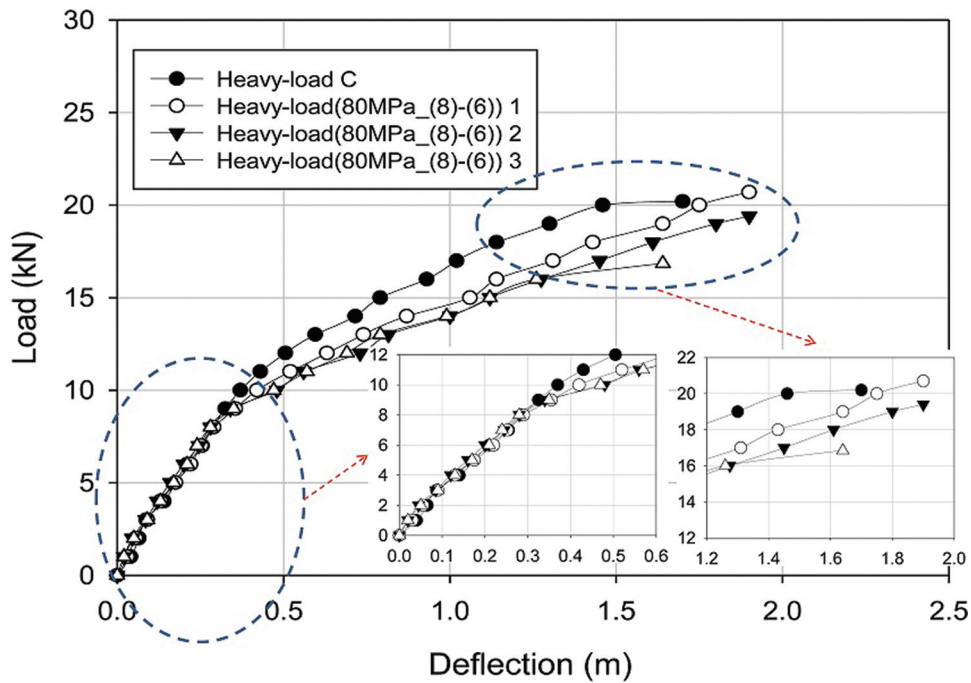 30
25
20
15
10
5
0
Load (kN)
Heavy-load C
Heavy-load(80MPa_(8)-(6)) 1
Heavy-load(80MPa_(8)-(6)) 2
Heavy-load(80MPa_(8)-(6)) 3
12
10
8
6
4
2
0
0.0 0.1 0.2 0.3 0.4 0.5 0.6
22
20
18
16
14
12
1.2 1.4 1.6 1.8 2.0
0.0 0.5 1.0 1.5 2.0 2.5
Deflection (m)